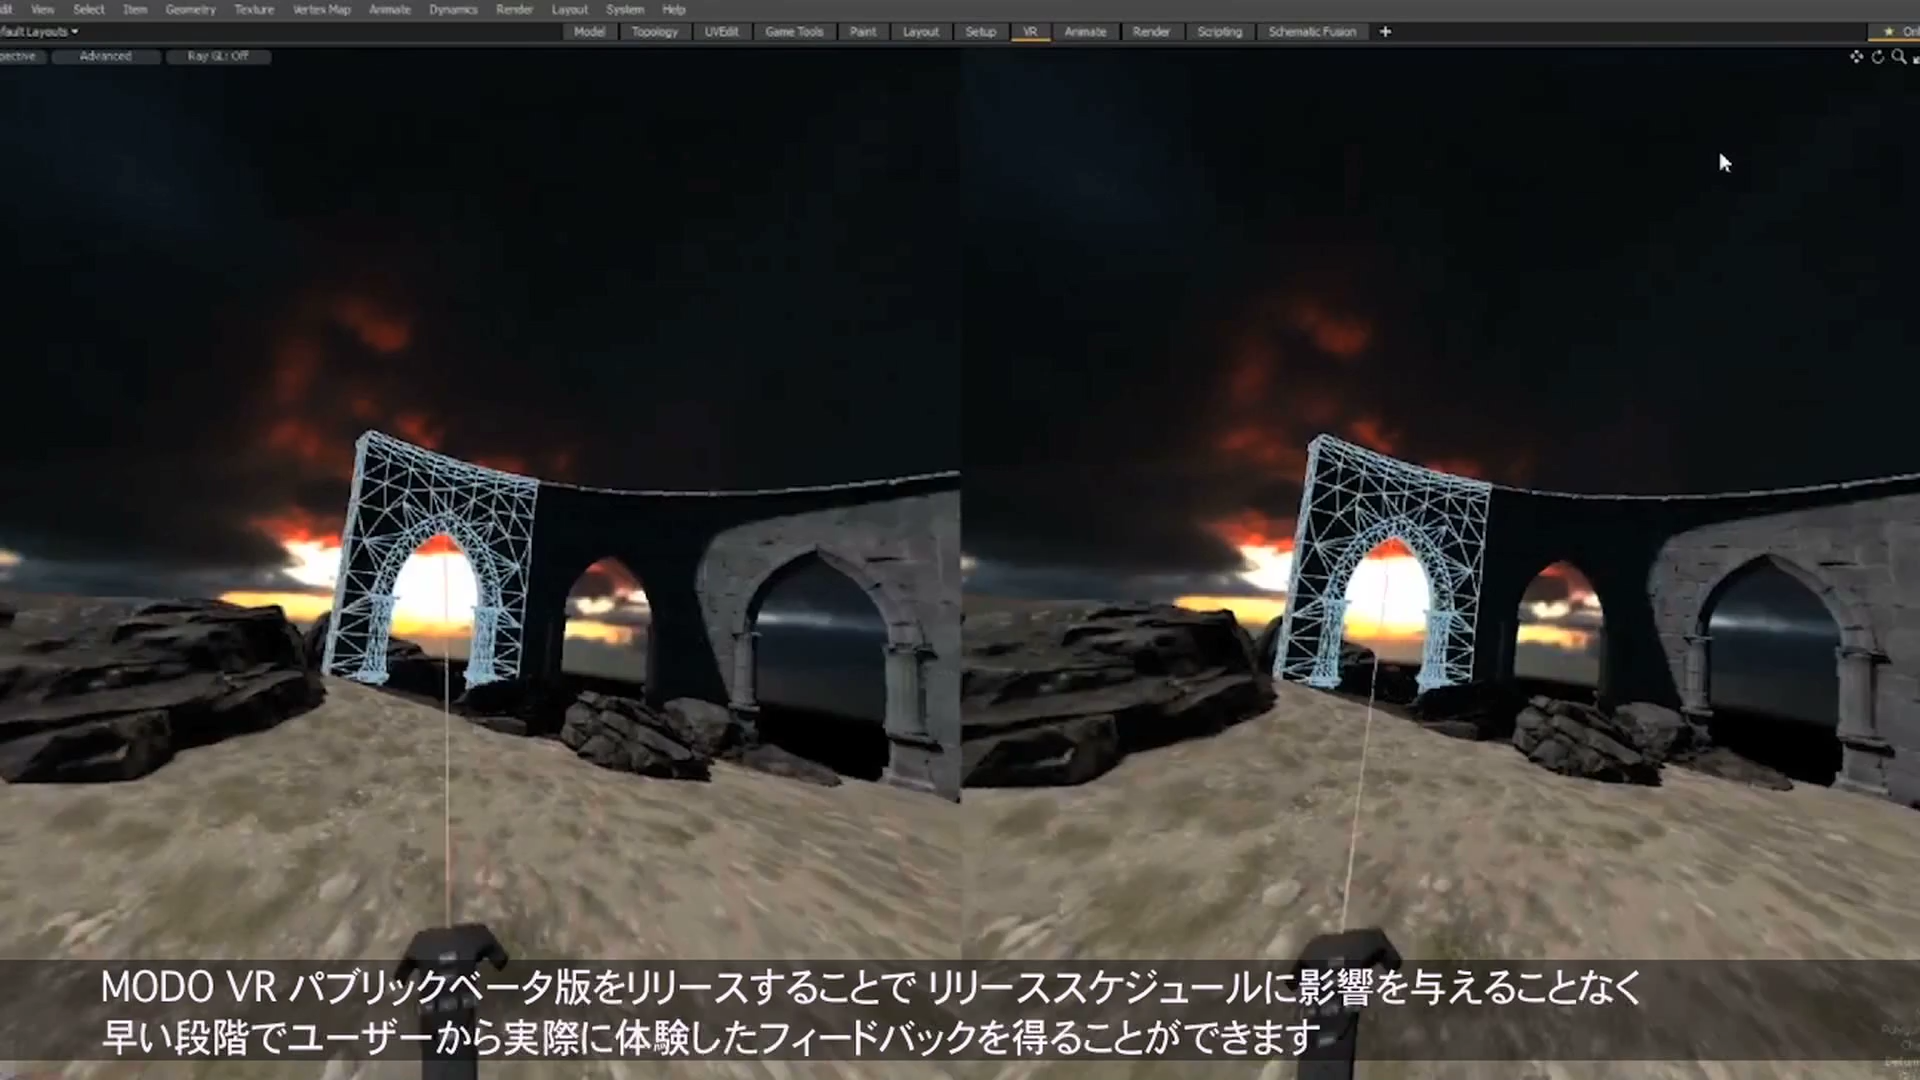 View Select Item Geometry Texture Vertex Map Animate Dynamics Render Layout System Help
Layouts Model Topology UVEdit Game Tools Paint Layout Setup VR Animate Render Scripting Schematic Fusion +
Advanced Ray GL: Off
MODO VR パブリックベータ版をリリースすることで リリーススケジュールに影響を与えることなく
早い段階でユーザーから実際に体験したフィードバックを得ることができます